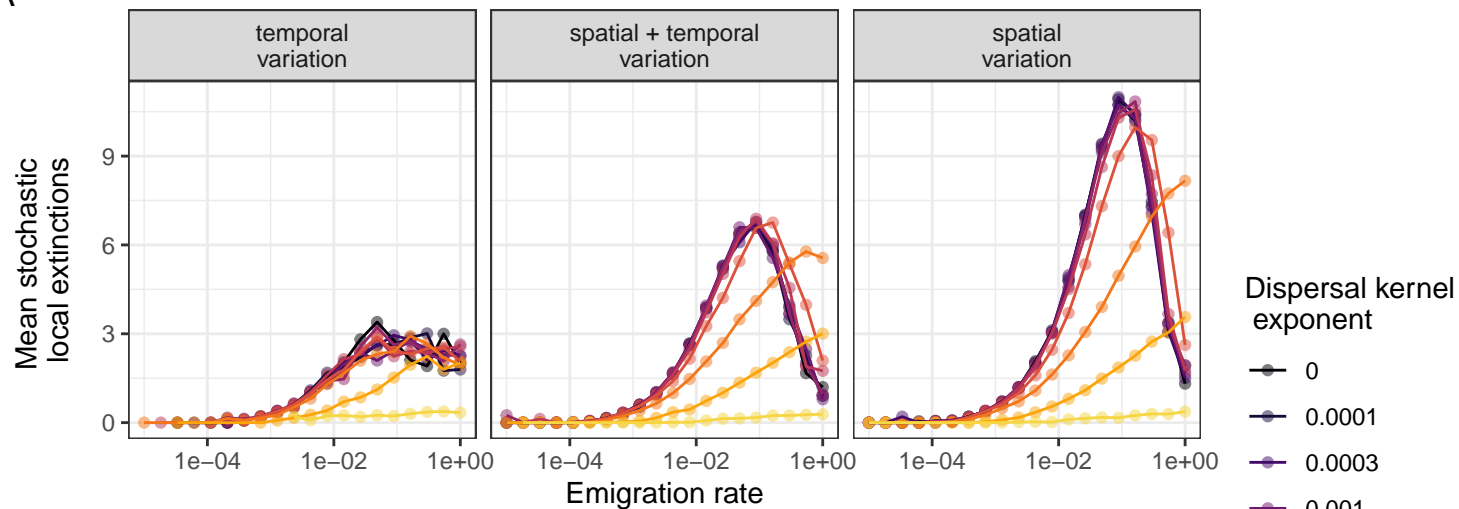 temporal
variation
spatial + temporal
variation
spatial
variation
Mean stochastic
local extinctions
9
6
3
0
1e−04
1e−02
1e+00
1e−04
1e−02
1e+00
1e−04
1e−02
1e+00
Emigration rate
Dispersal kernel
exponent
0
0.0001
0.0003
0.001